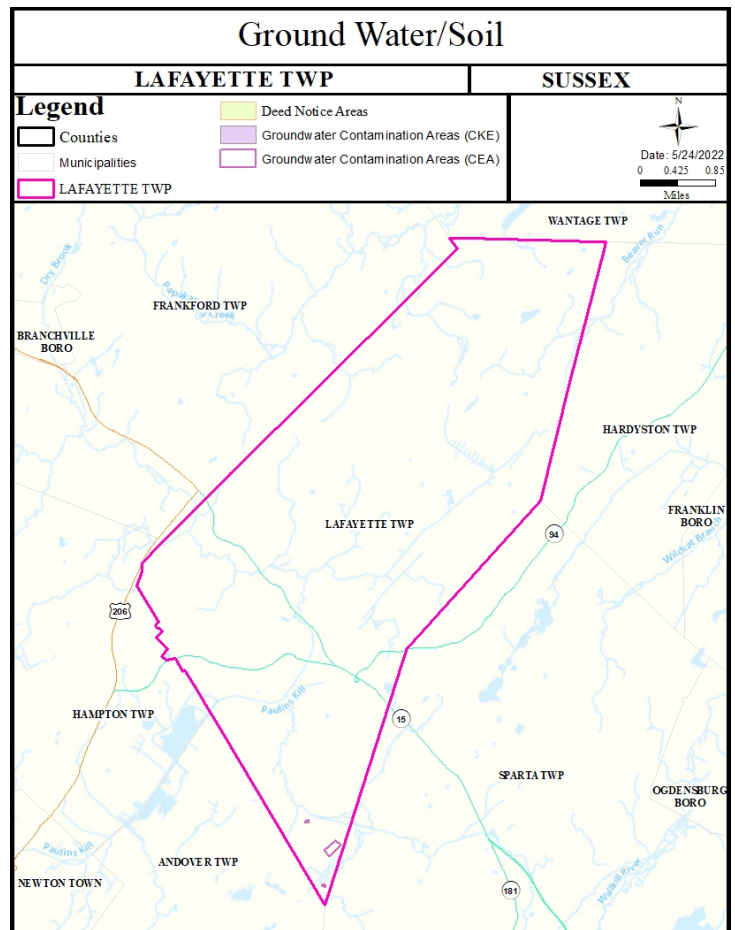 Ground Water/Soil
LAFAYETTE TWP
SUSSEX
Legend
Counties
Municipalities
LAFAYETTE TWP
Deed Notice Areas
Groundwater Contamination Areas (CKE)
Groundwater Contamination Areas (CEA)
N
Date: 5/24/2022
0 0.425 0.85
Miles
WANTAGE TWP
Beaver Run
Dry Brook
FRANKFORD TWP
Creek
BRANCHVILLE
BORO
HARDYSTON TWP
LAFAYETTE TWP
FRANKLIN
BORO
94
Wildcat Branch
206
Paulins Kill
HAMPTON TWP
15
SPARTA TWP
OGDENSBURG
BORO
Paulins Kill
ANDOVER TWP
NEWTON TOWN
181
Wallkill River